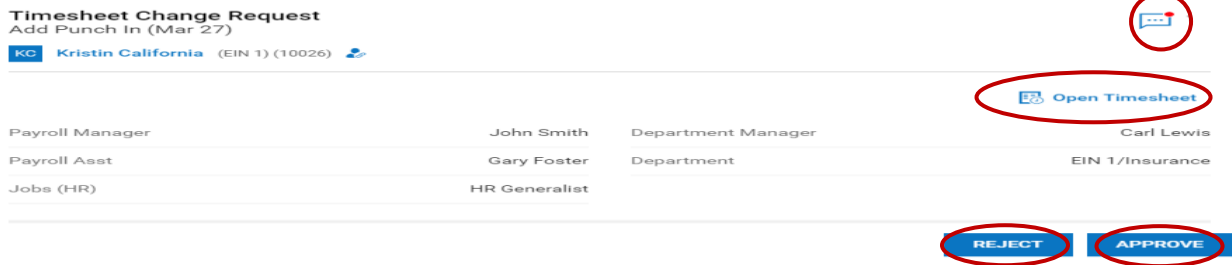 Timesheet Change Request
Add Punch In (Mar 27)
KC Kristin California (EIN 1) (10026)
Open Timesheet
Payroll Manager John Smith Department Manager Carl Lewis
Payroll Asst Gary Foster Department EIN 1/Insurance
Jobs (HR) HR Generalist
REJECT APPROVE